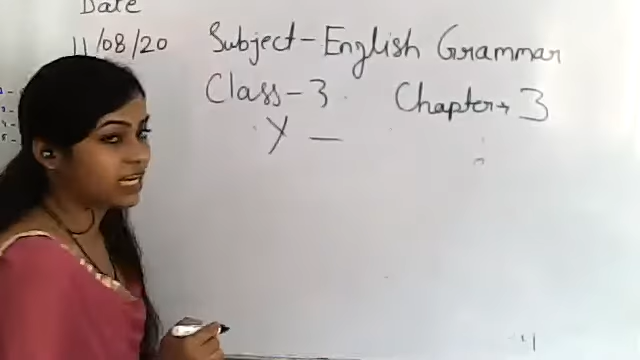 Date
11/08/20 Subject-English Grammar
Class-3. Chapter→ 3
Y —